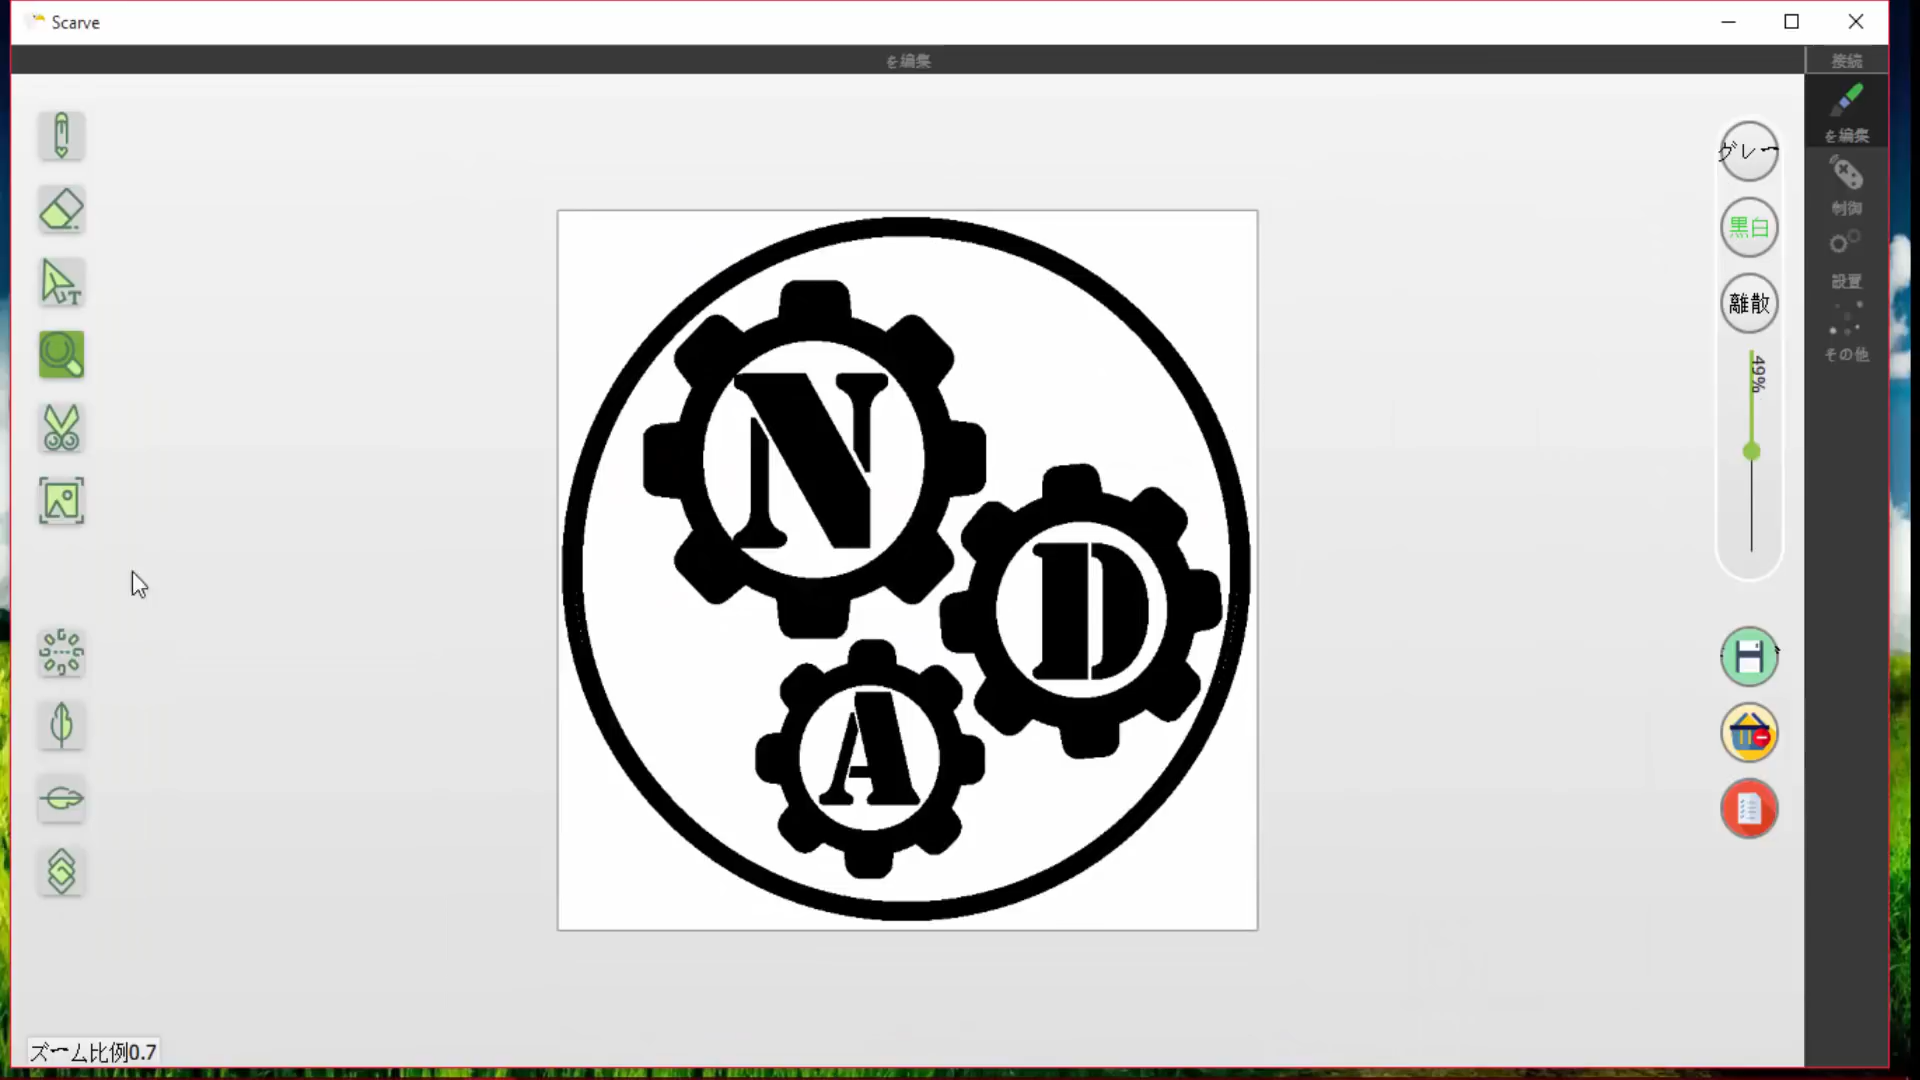 Scarve
を編集
接続
を編集
制御
設置
その他
グレー
黒白
離散
49%
N
D
A
ズーム比例0.7